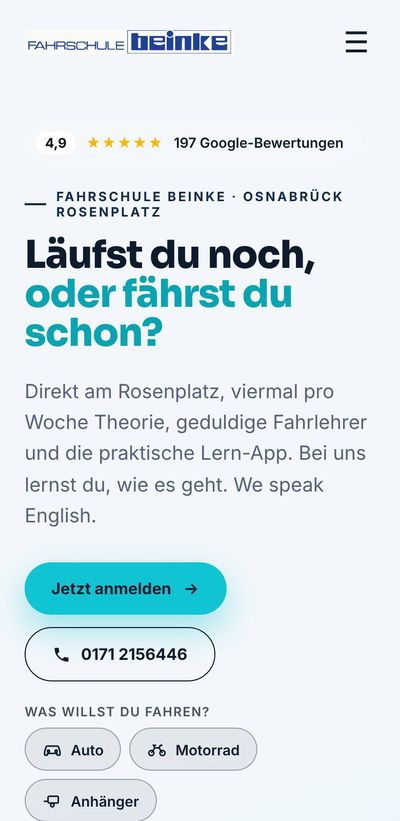 FAHRSCHULE beinke
4,9 ★★★★★ 197 Google-Bewertungen
— FAHRSCHULE BEINKE · OSNABRÜCK
ROSENPLATZ
Läufst du noch,
oder fährst du
schon?
Direkt am Rosenplatz, viermal pro
Woche Theorie, geduldige Fahrlehrer
und die praktische Lern-App. Bei uns
lernst du, wie es geht. We speak
English.
Jetzt anmelden →
0171 2156446
WAS WILLST DU FAHREN?
Auto
Motorrad
Anhänger